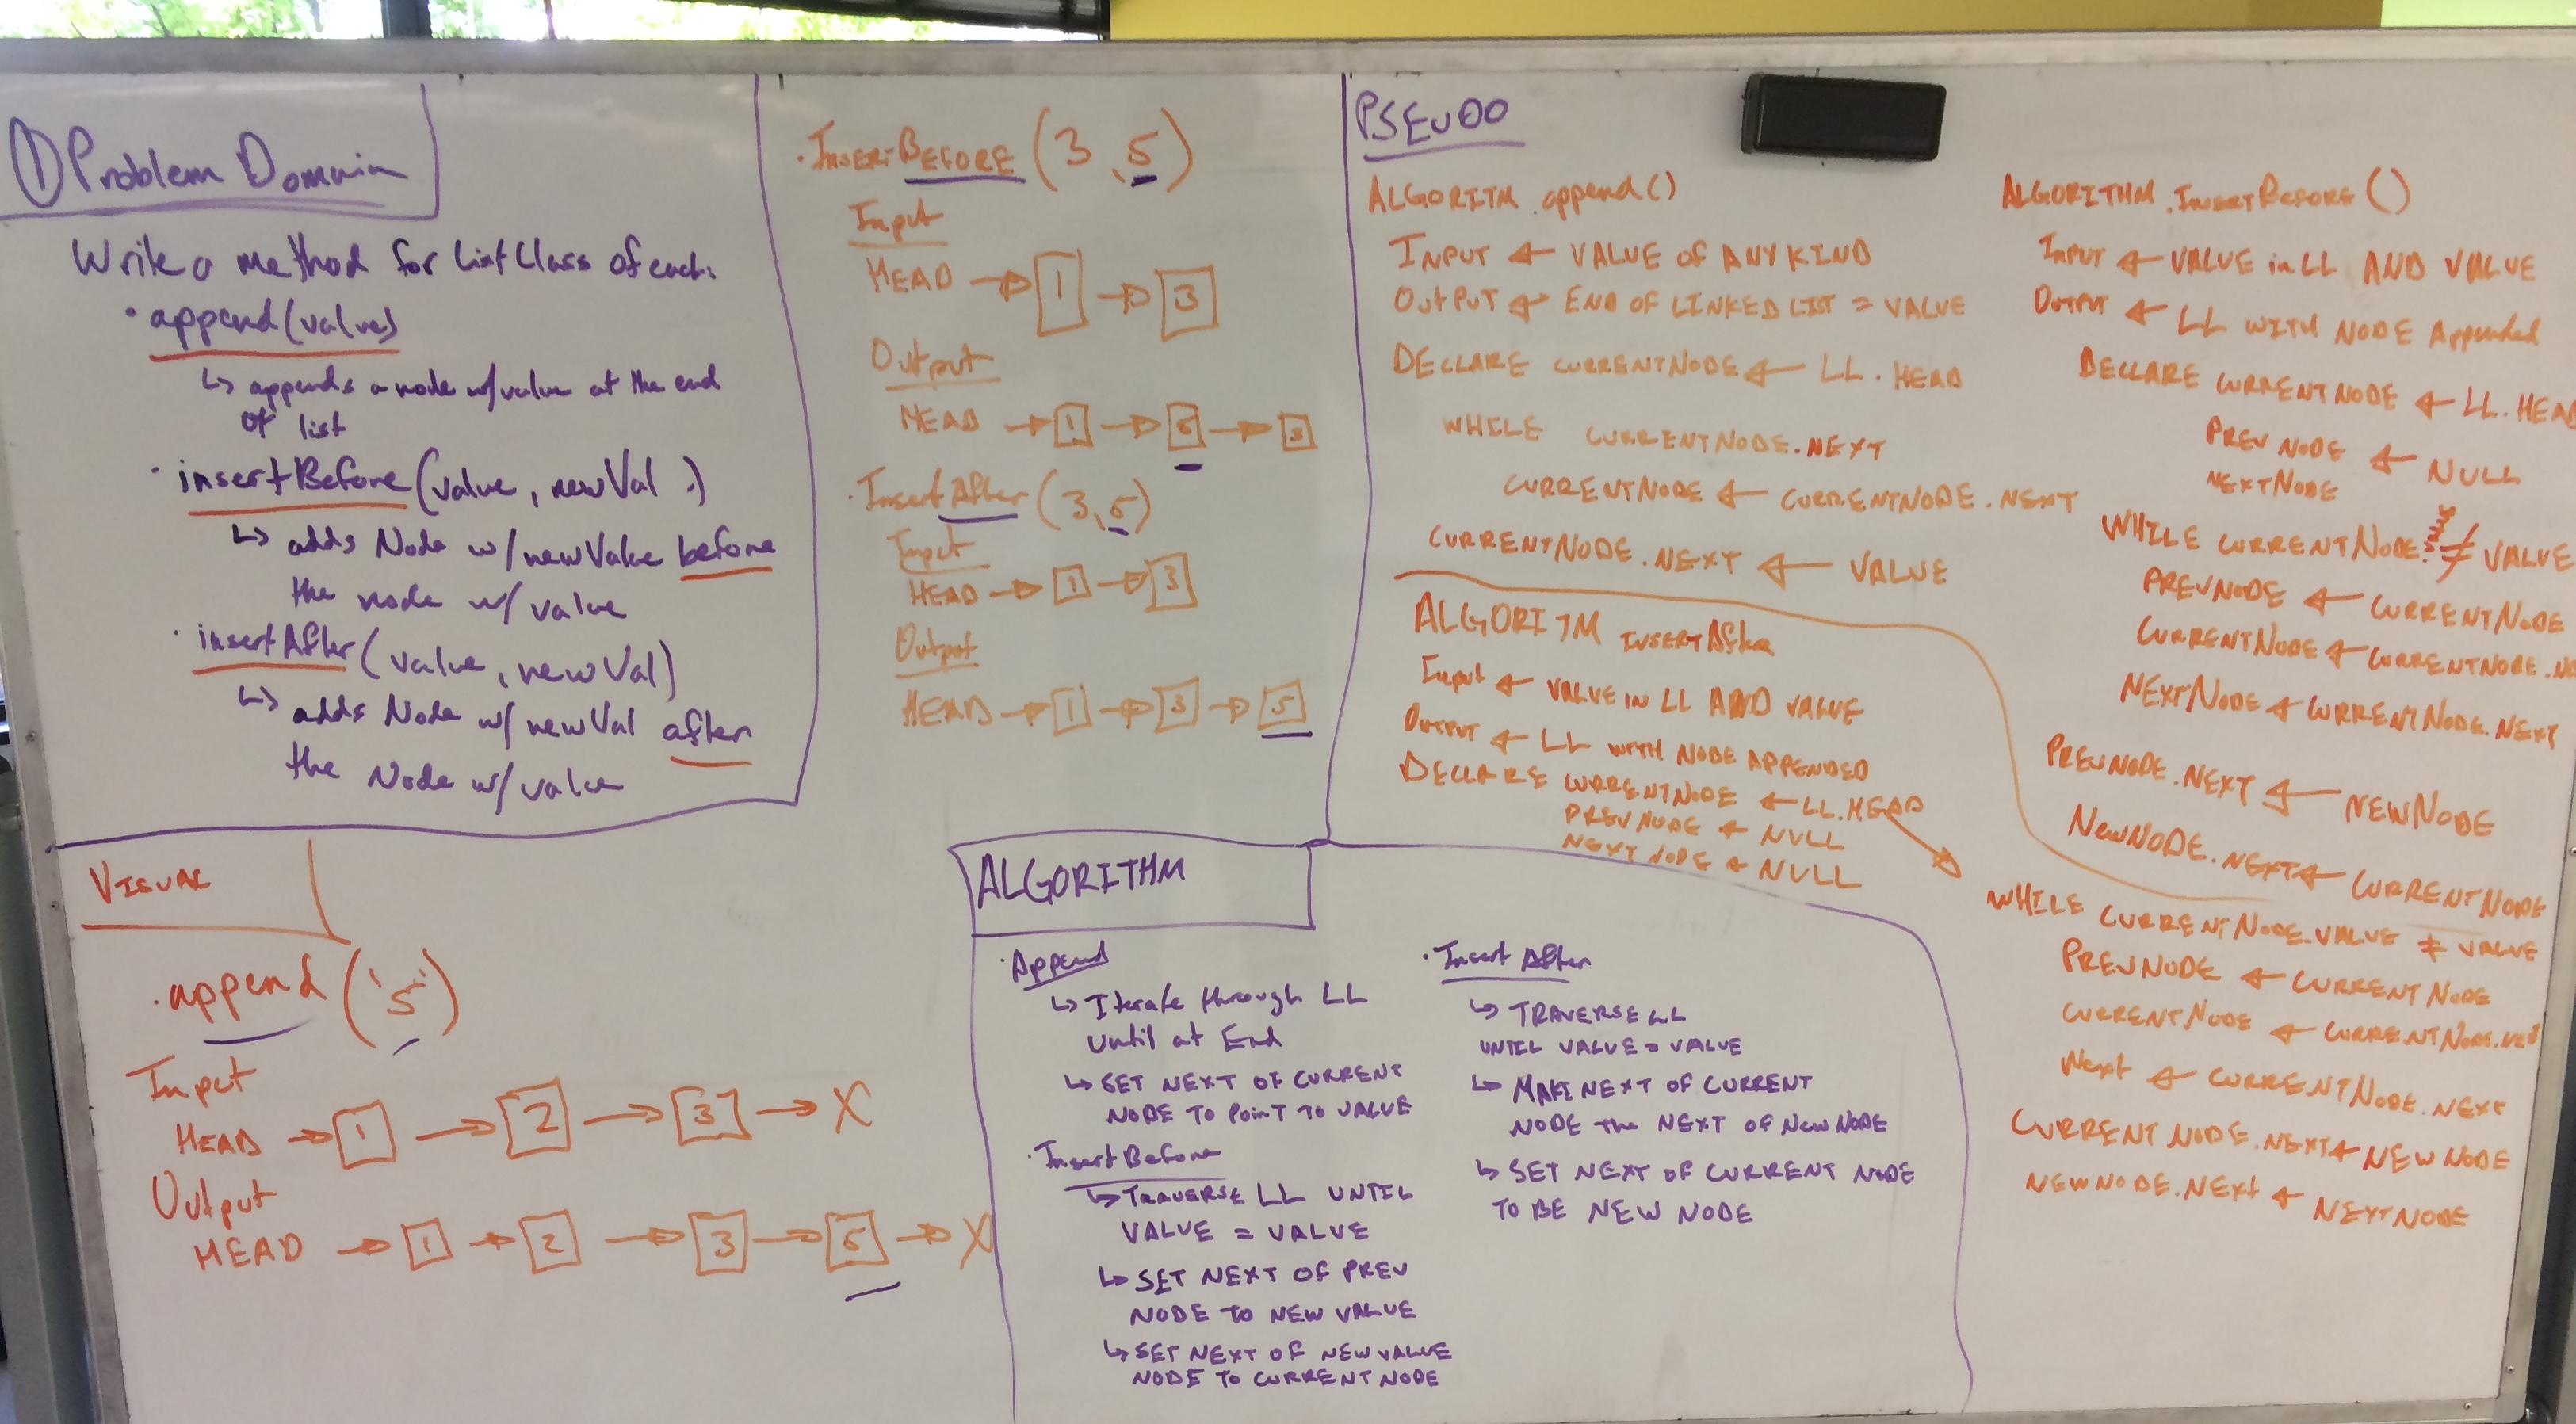 ① Problem Domain
Write a method for List Class of each:
· append(value)
↳ appends a node w/value at the end
of list
· insertBefore(value, newVal )
↳ adds Node w/ newValue before
the node w/ value
· insertAfter(value, newVal)
↳ adds Node w/ newVal after
the Node w/ value
VISUAL
.append('5')
Input
HEAD → 1 → 2 → 3 → X
Output
HEAD → 1 → 2 → 3 → 5 → X
· INSERTBEFORE (3, 5)
Input
HEAD → 1 → 3
Output
HEAD → 1 → 5 → 3
· InsertAfter (3, 5)
Input
HEAD → 1 → 3
Output
HEAD → 1 → 3 → 5
ALGORITHM
· Append
↳ Iterate through LL
Until at End
↳ SET NEXT OF CURRENT
NODE TO POINT TO VALUE
· InsertBefore
↳ TRAVERSE LL UNTIL
VALUE = VALUE
↳ SET NEXT OF PREV
NODE TO NEW VALUE
↳ SET NEXT OF NEW VALUE
NODE TO CURRENT NODE
· Insert After
↳ TRAVERSE LL
UNTIL VALUE = VALUE
↳ MAKE NEXT OF CURRENT
NODE the NEXT OF NEW NODE
↳ SET NEXT OF CURRENT NODE
TO BE NEW NODE
PSEUDO
ALGORITM .append()
INPUT ← VALUE OF ANY KIND
OUTPUT ← END OF LINKED LIST = VALUE
DECLARE CURRENTNODE ← LL.HEAD
WHILE CURRENTNODE.NEXT
CURRENTNODE ← CURRENTNODE.NEXT
CURRENTNODE.NEXT ← VALUE
ALGORITM INSERTAfter
Input ← VALUE IN LL AND VALUE
Output ← LL WITH NODE APPENDED
DECLARE CURRENTNODE ← LL.HEAD
PREV NODE ← NULL
NEXT NODE ← NULL
WHILE CURRENTNODE.VALUE ≠ VALUE
PREVNODE ← CURRENTNODE
CURRENTNODE ←
Next ← CURRENTNODE.NEXT
CURRENT NODE.NEXT ← NEW NODE
NEWNODE.NEXT ← NEXTNODE
ALGORITHM .INSERTBEFORE()
Input ← VALUE in LL AND VALUE
OUTPUT ← LL WITH NODE Appended
DECLARE CURRENTNODE ← LL.HEAD
PREV NODE ← NULL
NEXTNODE
WHILE CURRENTNODE. ≠ VALUE
PREVNODE ← CURRENTNODE
CURRENTNODE ←
NEXTNODE ← CURRENTNODE.NEXT
PREVNODE.NEXT ← NEWNODE
NEWNODE.NEXT ← CURRENTNODE